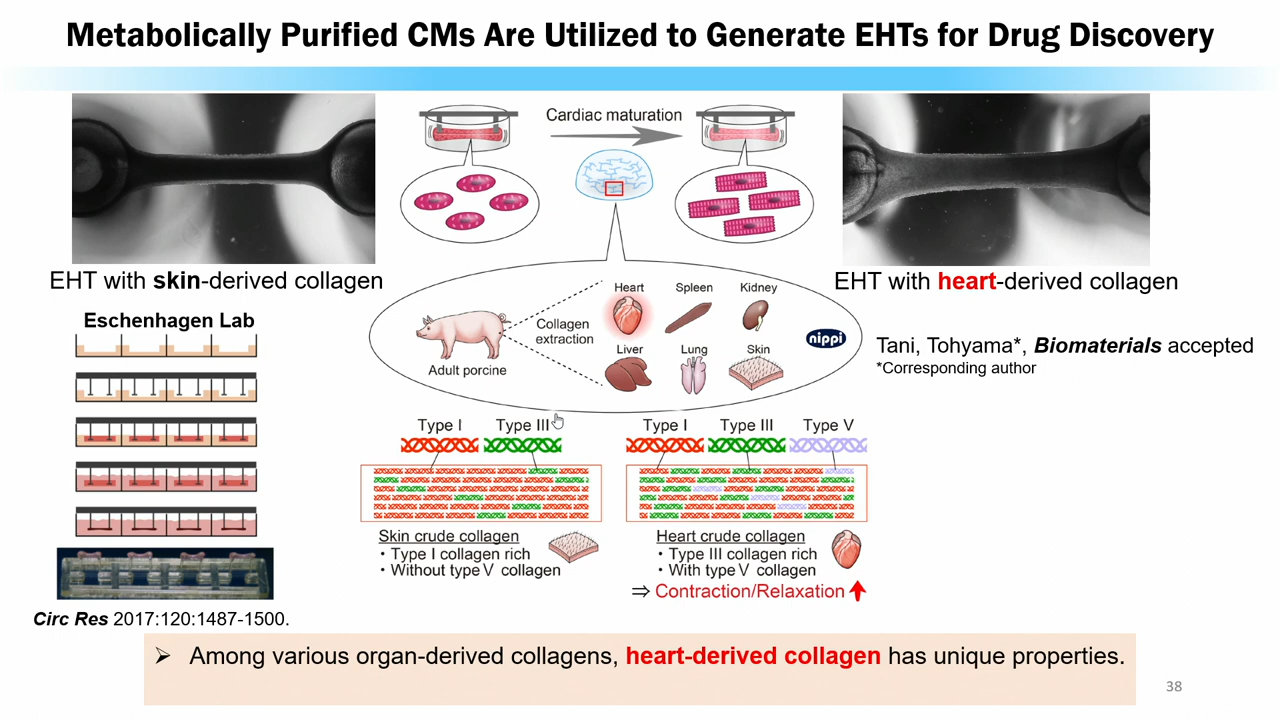 Metabolically Purified CMs Are Utilized to Generate EHTs for Drug Discovery
Cardiac maturation
EHT with skin-derived collagen
EHT with heart-derived collagen
Eschenhagen Lab
Adult porcine
Collagen
extraction
Heart
Spleen
Kidney
Liver
Lung
Skin
nippi
Tani, Tohyama*, Biomaterials accepted
*Corresponding author
Type I
Type III
Type I
Type III
Type V
Skin crude collagen
・Type I collagen rich
・Without type V collagen
Heart crude collagen
・Type III collagen rich
・With type V collagen
⇒ Contraction/Relaxation
Circ Res 2017:120:1487-1500.
➢ Among various organ-derived collagens, heart-derived collagen has unique properties.
38